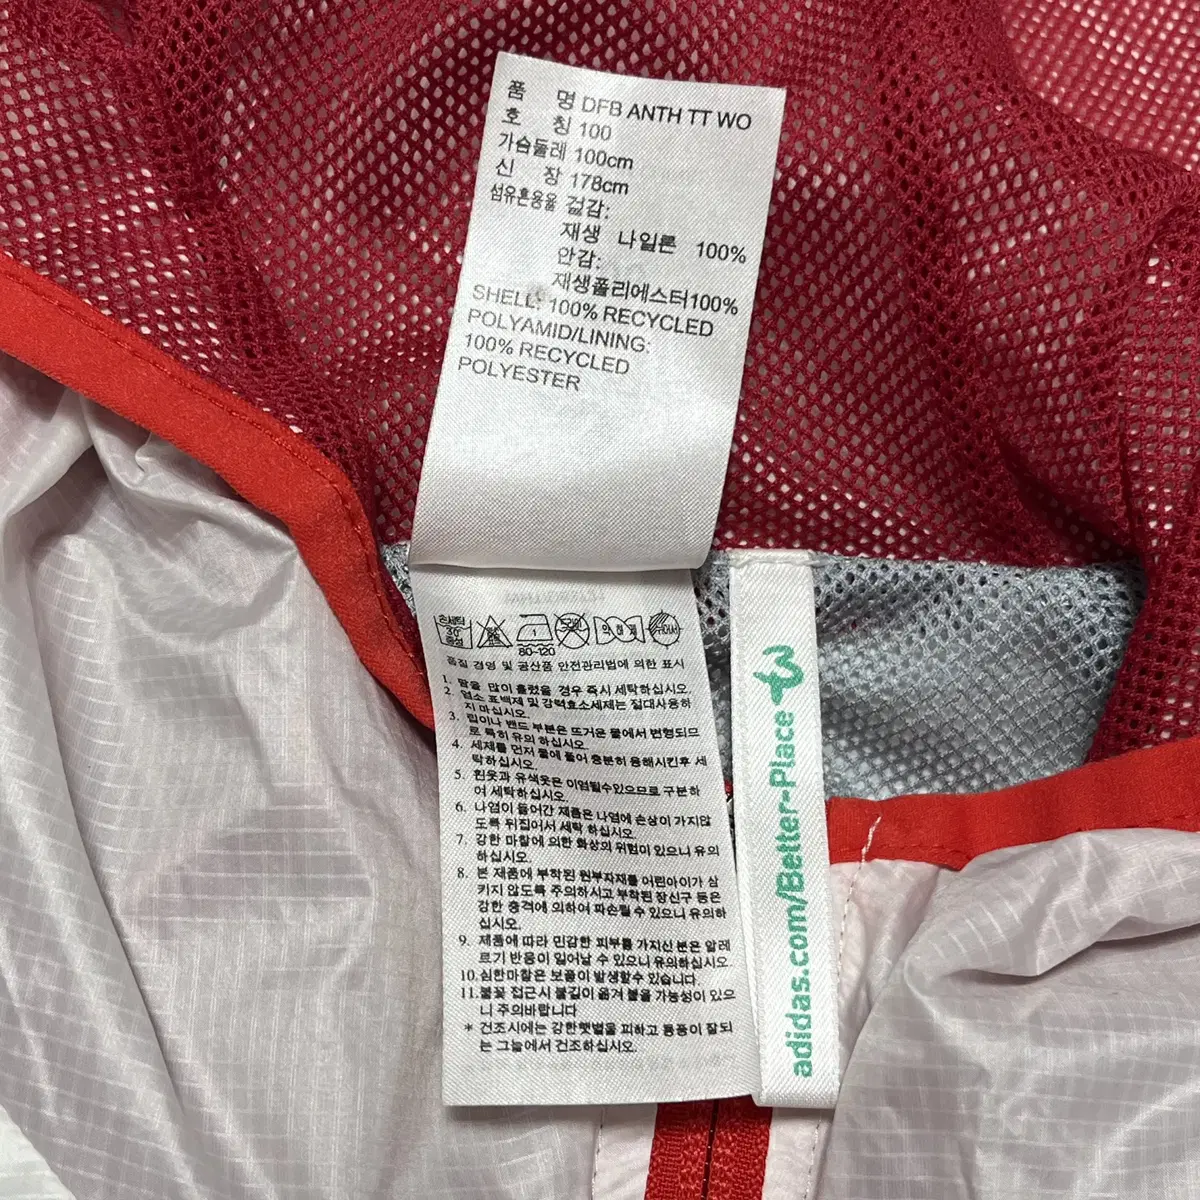 품 명 DFB ANTH TT WO
호 칭 100
가슴둘레 100cm
신 장 178cm
섬유혼용율 겉감:
재생 나일론 100%
안감:
재생폴리에스터100%
SHELL: 100% RECYCLED
POLYAMID/LINING:
100% RECYCLED
POLYESTER
손세탁
30
중성
80-120
품질 경영 및 공산품 안전관리법에 의한 표시
1. 땀을 많이 흘렸을 경우 즉시 세탁하십시오.
2. 염소 표백제 및 강력효소세제는 절대사용하
지 마십시오.
3. 립이나 밴드 부분은 뜨거운 물에서 변형되므
로 특히 유의 하십시오.
4. 세제를 먼저 물에 풀어 충분히 용해시킨후 세
탁하십시오.
5. 흰옷과 유색옷은 이염될수있으므로 구분하
여 세탁하십시오.
6. 나염이 들어간 제품은 나염에 손상이 가지않
도록 뒤집어서 세탁 하십시오.
7. 강한 마찰에 의한 화상의 위험이 있으니 유의
하십시오.
8. 본 제품에 부착된 원부자재를 어린아이가 삼
키지 않도록 주의하시고 부착된 장신구 등은
강한 충격에 의하여 파손될 수 있으니 유의하
십시오.
9. 제품에 따라 민감한 피부를 가지신 분은 알레
르기 반응이 일어날 수 있으니 유의하십시오.
10. 심한마찰은 보풀이 발생할수 있습니다.
11. 불꽃 접근시 불길이 옮겨 붙을 가능성이 있으
니 주의바랍니다
* 건조시에는 강한햇볕을 피하고 통풍이 잘되
는 그늘에서 건조하십시오.
adidas.com/Better-Place